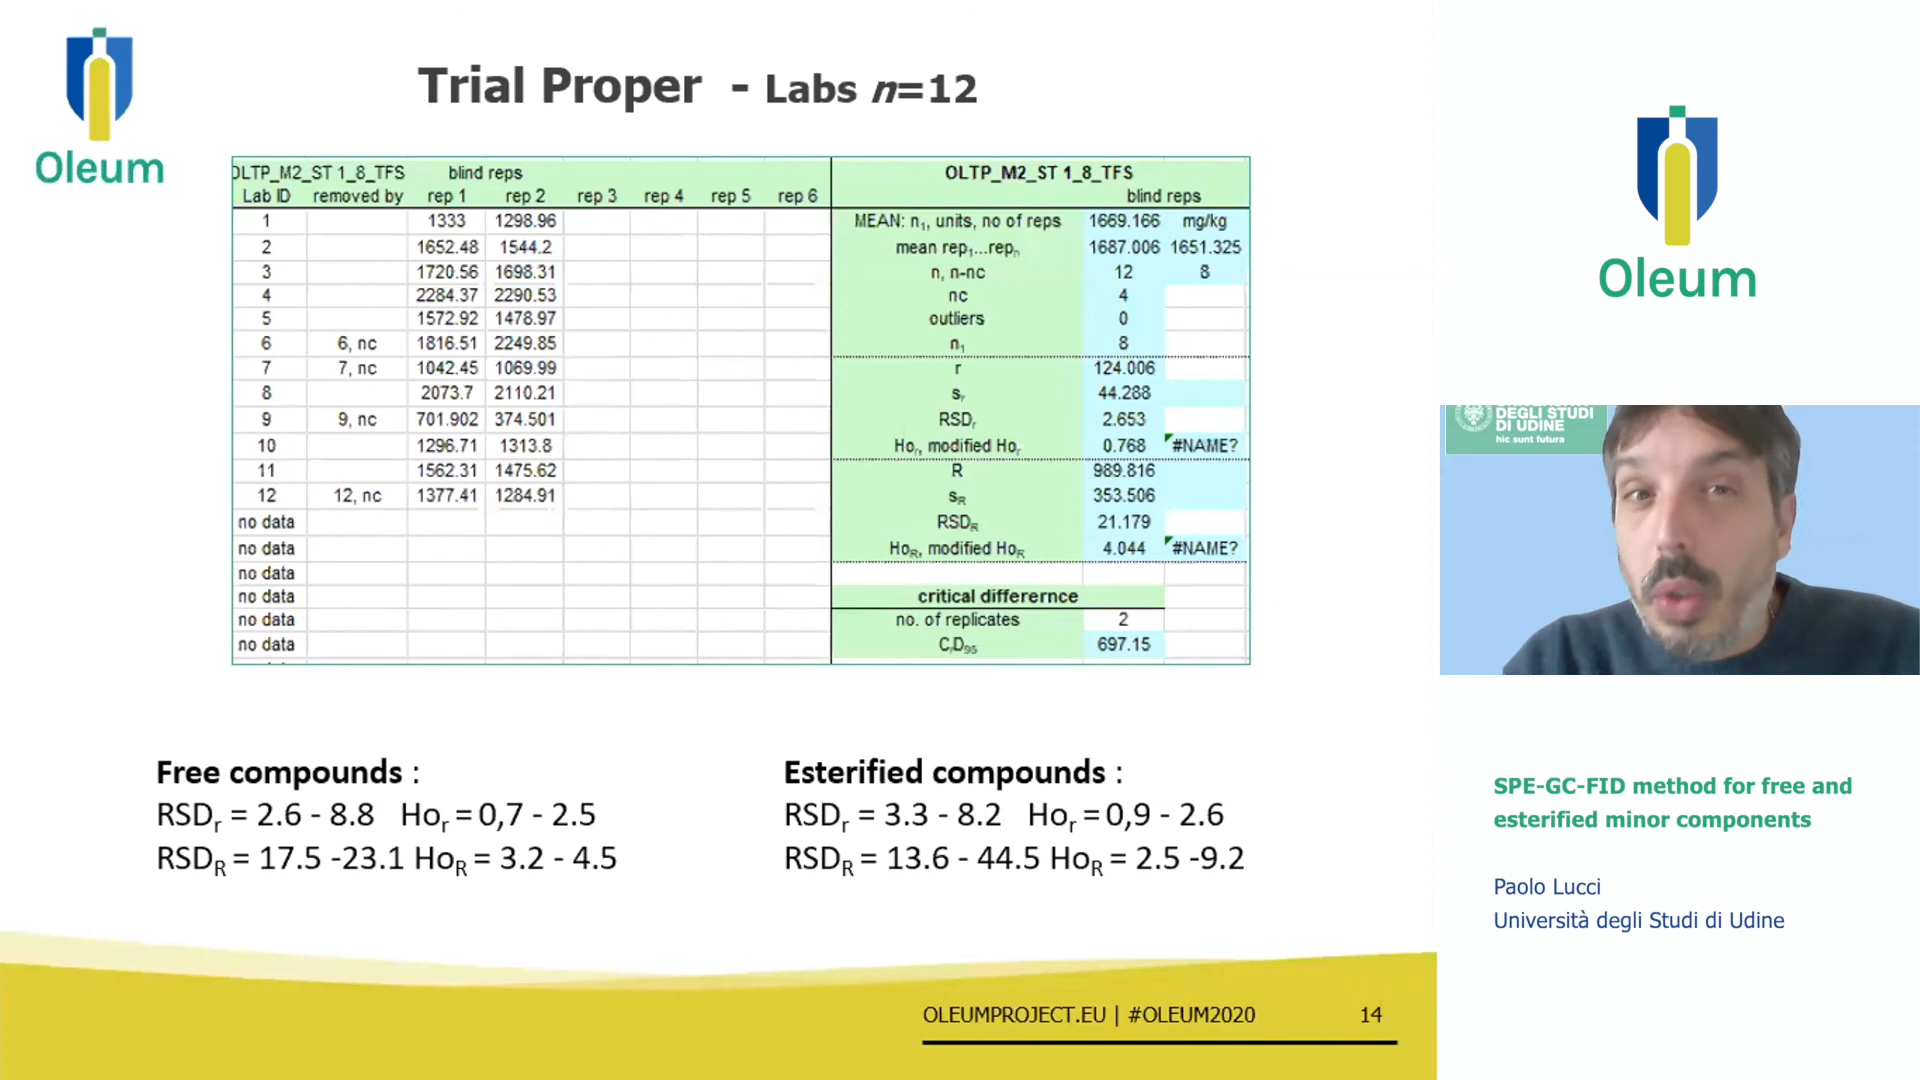 Oleum
Trial Proper - Labs n=12
OLTP_M2_ST 1_8_TFS blind reps
Lab ID removed by rep 1 rep 2 rep 3 rep 4 rep 5 rep 6
1 1333 1298.96
2 1652.48 1544.2
3 1720.56 1698.31
4 2284.37 2290.53
5 1572.92 1478.97
6 6, nc 1816.51 2249.85
7 7, nc 1042.45 1069.99
8 2073.7 2110.21
9 9, nc 701.902 374.501
10 1296.71 1313.8
11 1562.31 1475.62
12 12, nc 1377.41 1284.91
no data
no data
no data
no data
no data
no data
OLTP_M2_ST 1_8_TFS
blind reps
MEAN: n1, units, no of reps 1669.166 mg/kg
mean rep1...repn 1687.006 1651.325
n, n-nc 12 8
nc 4
outliers 0
n1 8
r 124.006
sr 44.288
RSDr 2.653
Hor, modified Hor 0.768 #NAME?
R 989.816
sR 353.506
RSDR 21.179
HoR, modified HoR 4.044 #NAME?
critical differernce
no. of replicates 2
CrD95 697.15
Free compounds :
RSDr = 2.6 - 8.8 Hor = 0,7 - 2.5
RSDR = 17.5 -23.1 HoR = 3.2 - 4.5
Esterified compounds :
RSDr = 3.3 - 8.2 Hor = 0,9 - 2.6
RSDR = 13.6 - 44.5 HoR = 2.5 -9.2
OLEUMPROJECT.EU | #OLEUM2020 14
Oleum
DEGLI STUDI
DI UDINE
hic sunt futura
SPE-GC-FID method for free and
esterified minor components
Paolo Lucci
Università degli Studi di Udine